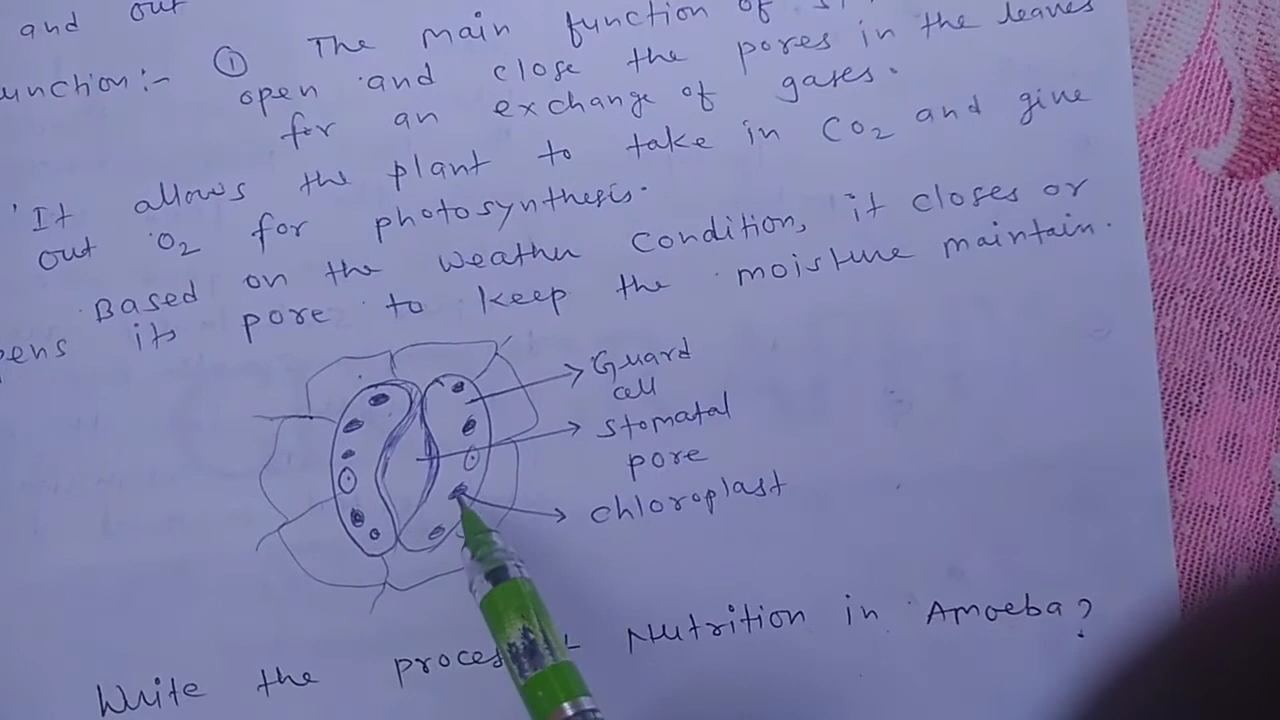 and out
unction:- ① The main function of
open and close the pores in the leaves
for an exchange of gases.
It allows the plant to take in CO2 and give
out O2 for photosynthesis.
Based on the weather condition, it closes or
pens its pore to keep the moisture maintain.
Guard
cell
stomatal
pore
chloroplast
Write the proces Nutrition in Amoeba?